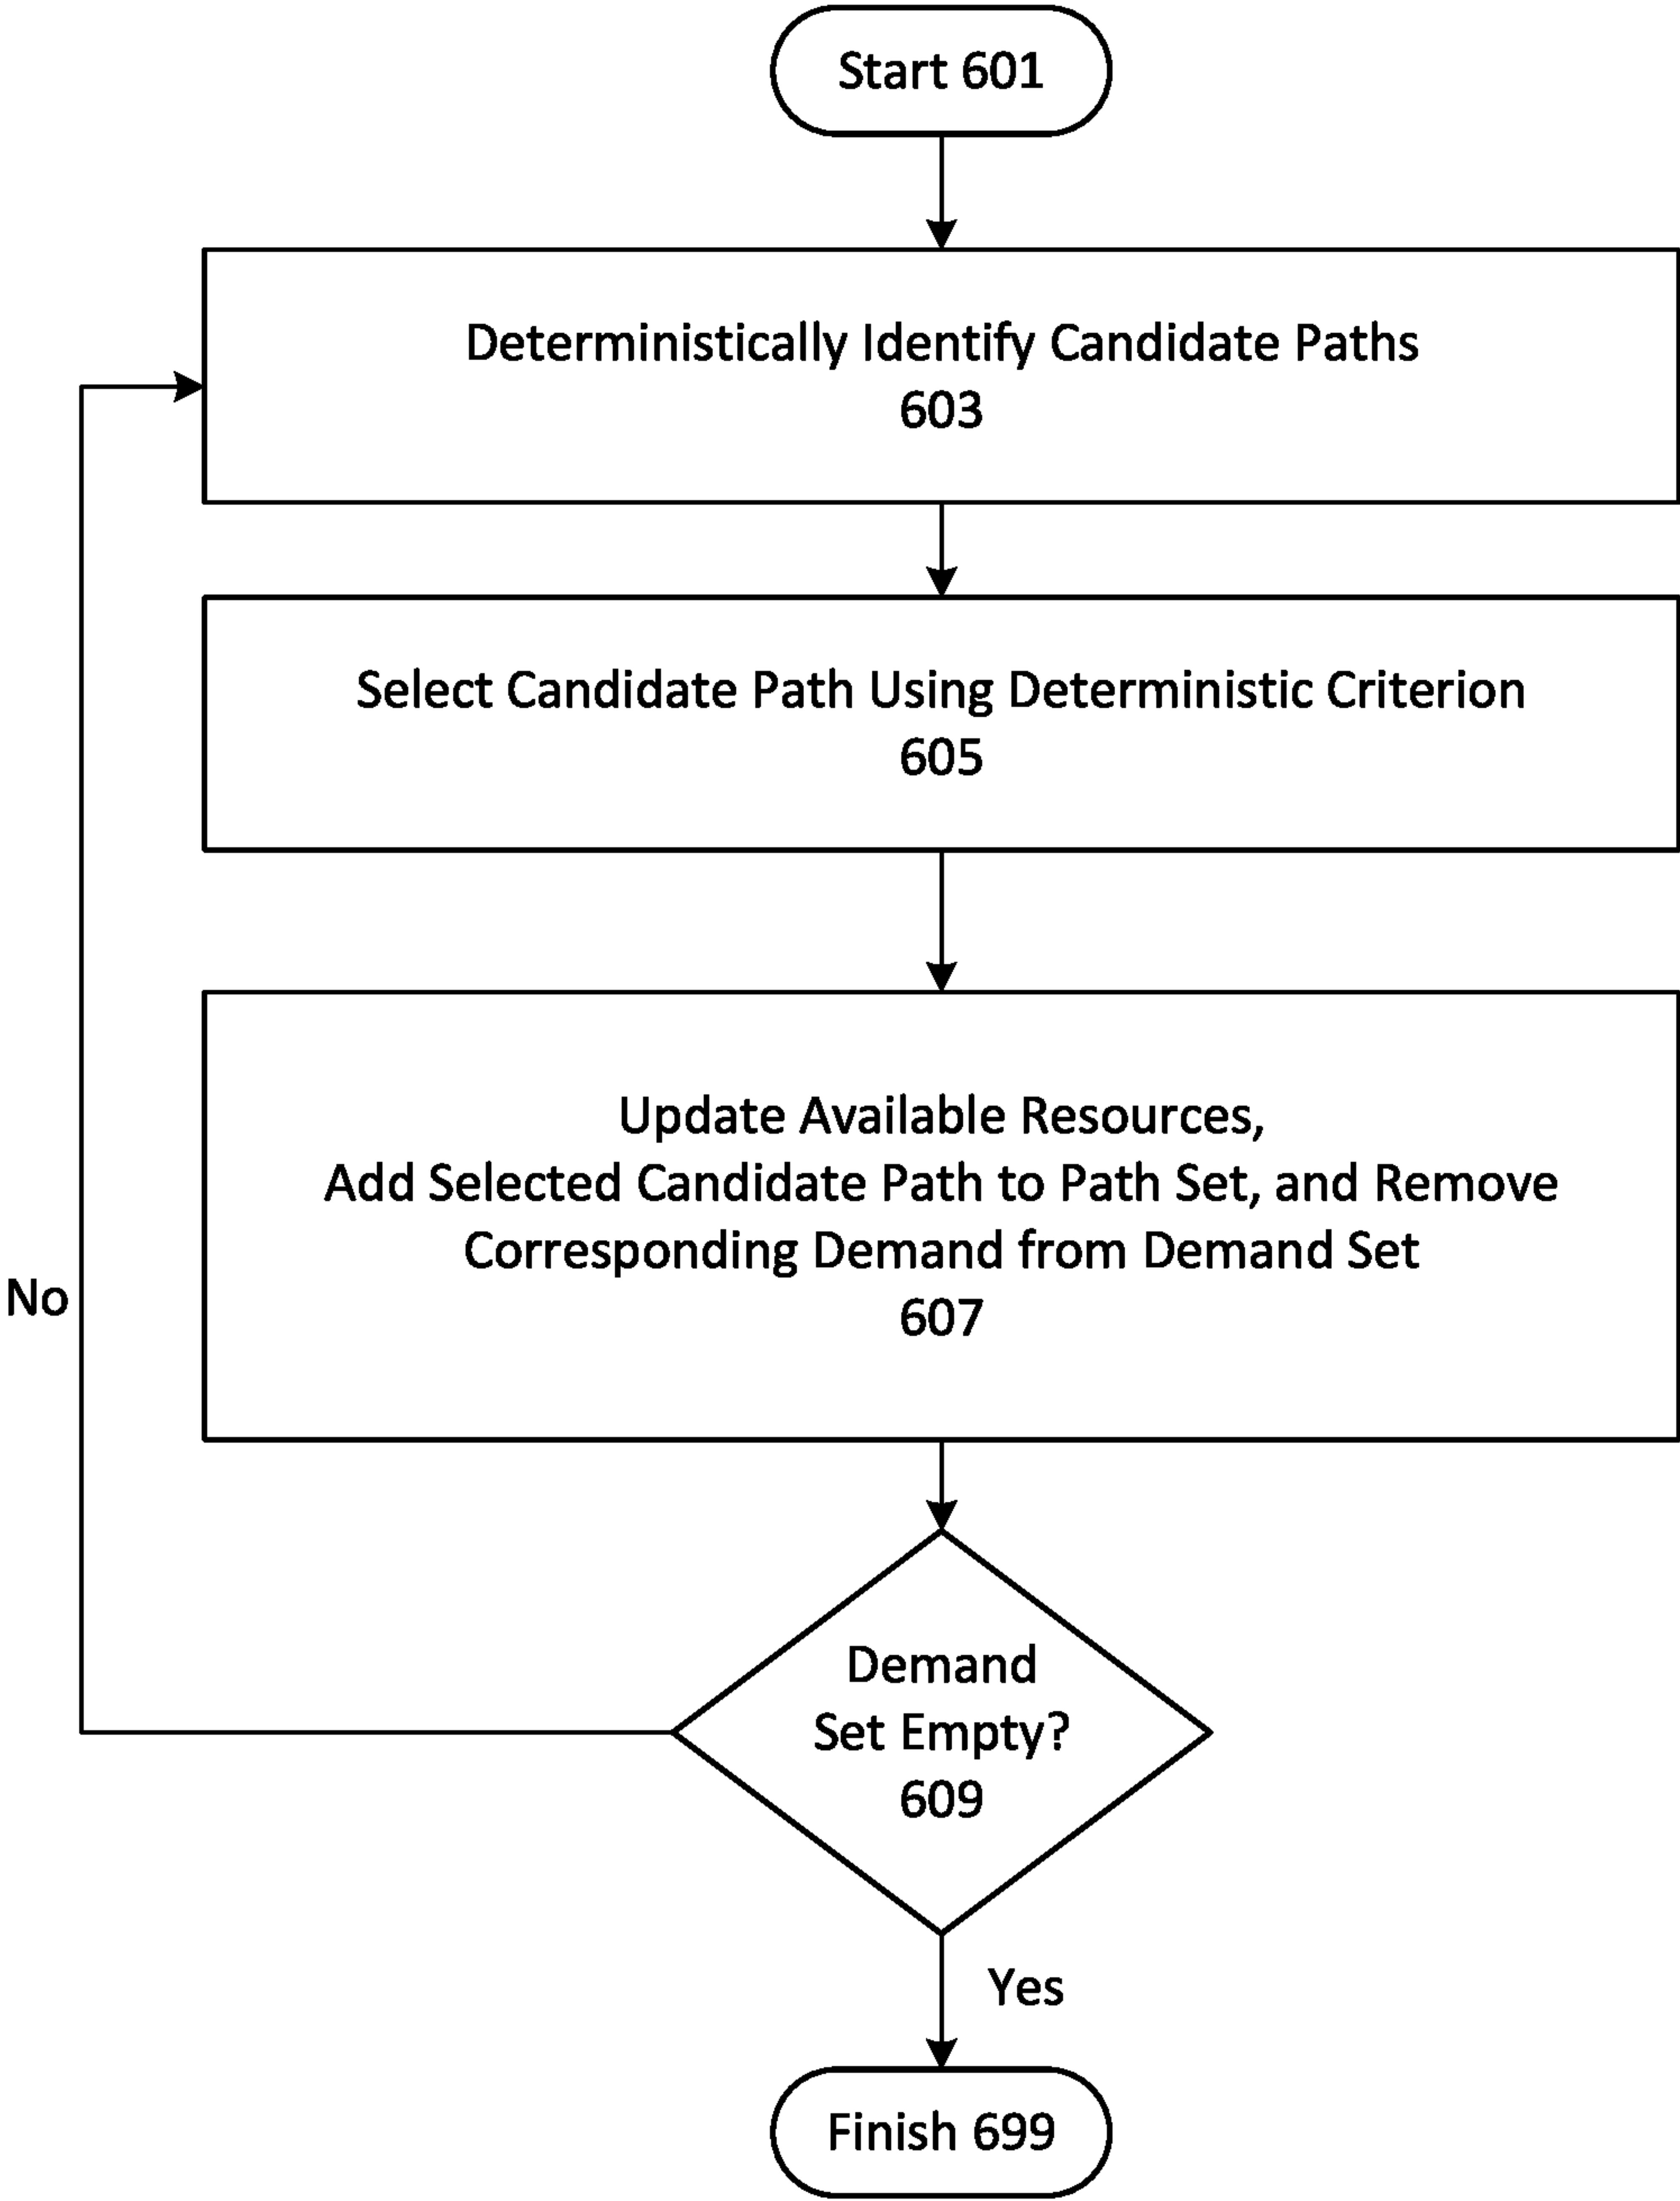 Start 601
Deterministically Identify Candidate Paths
603
Select Candidate Path Using Deterministic Criterion
605
Update Available Resources,
Add Selected Candidate Path to Path Set, and Remove
Corresponding Demand from Demand Set
607
No
Demand
Set Empty?
609
Yes
Finish 699